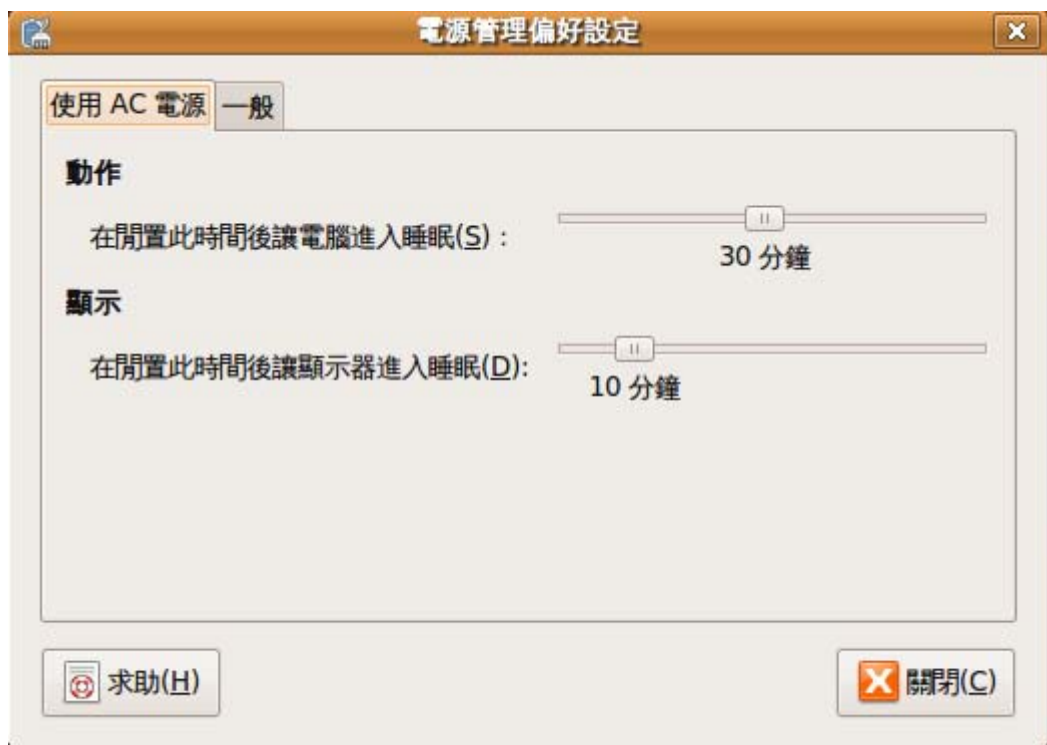 電源管理偏好設定
使用 AC 電源
一般
動作
在閒置此時間後讓電腦進入睡眠(S)：
30 分鐘
顯示
在閒置此時間後讓顯示器進入睡眠(D):
10 分鐘
求助(H)
關閉(C)